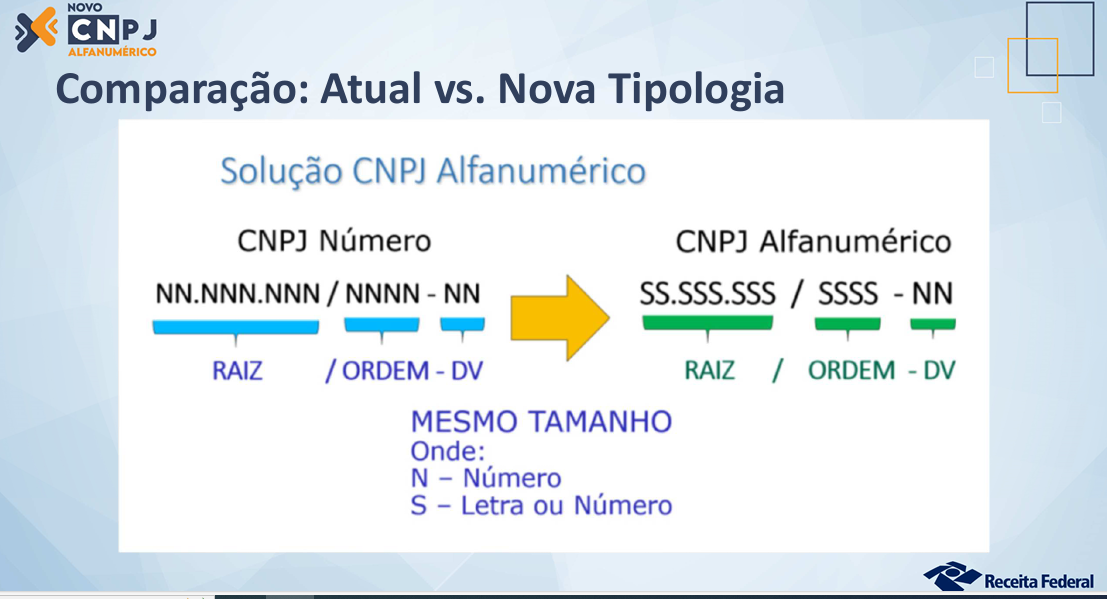 NOVO
CNPJ
ALFANUMÉRICO
Comparação: Atual vs. Nova Tipologia
Solução CNPJ Alfanumérico
CNPJ Número
NN.NNN.NNN / NNNN - NN
RAIZ / ORDEM - DV
CNPJ Alfanumérico
SS.SSS.SSS / SSSS - NN
RAIZ / ORDEM - DV
MESMO TAMANHO
Onde:
N – Número
S – Letra ou Número
Receita Federal